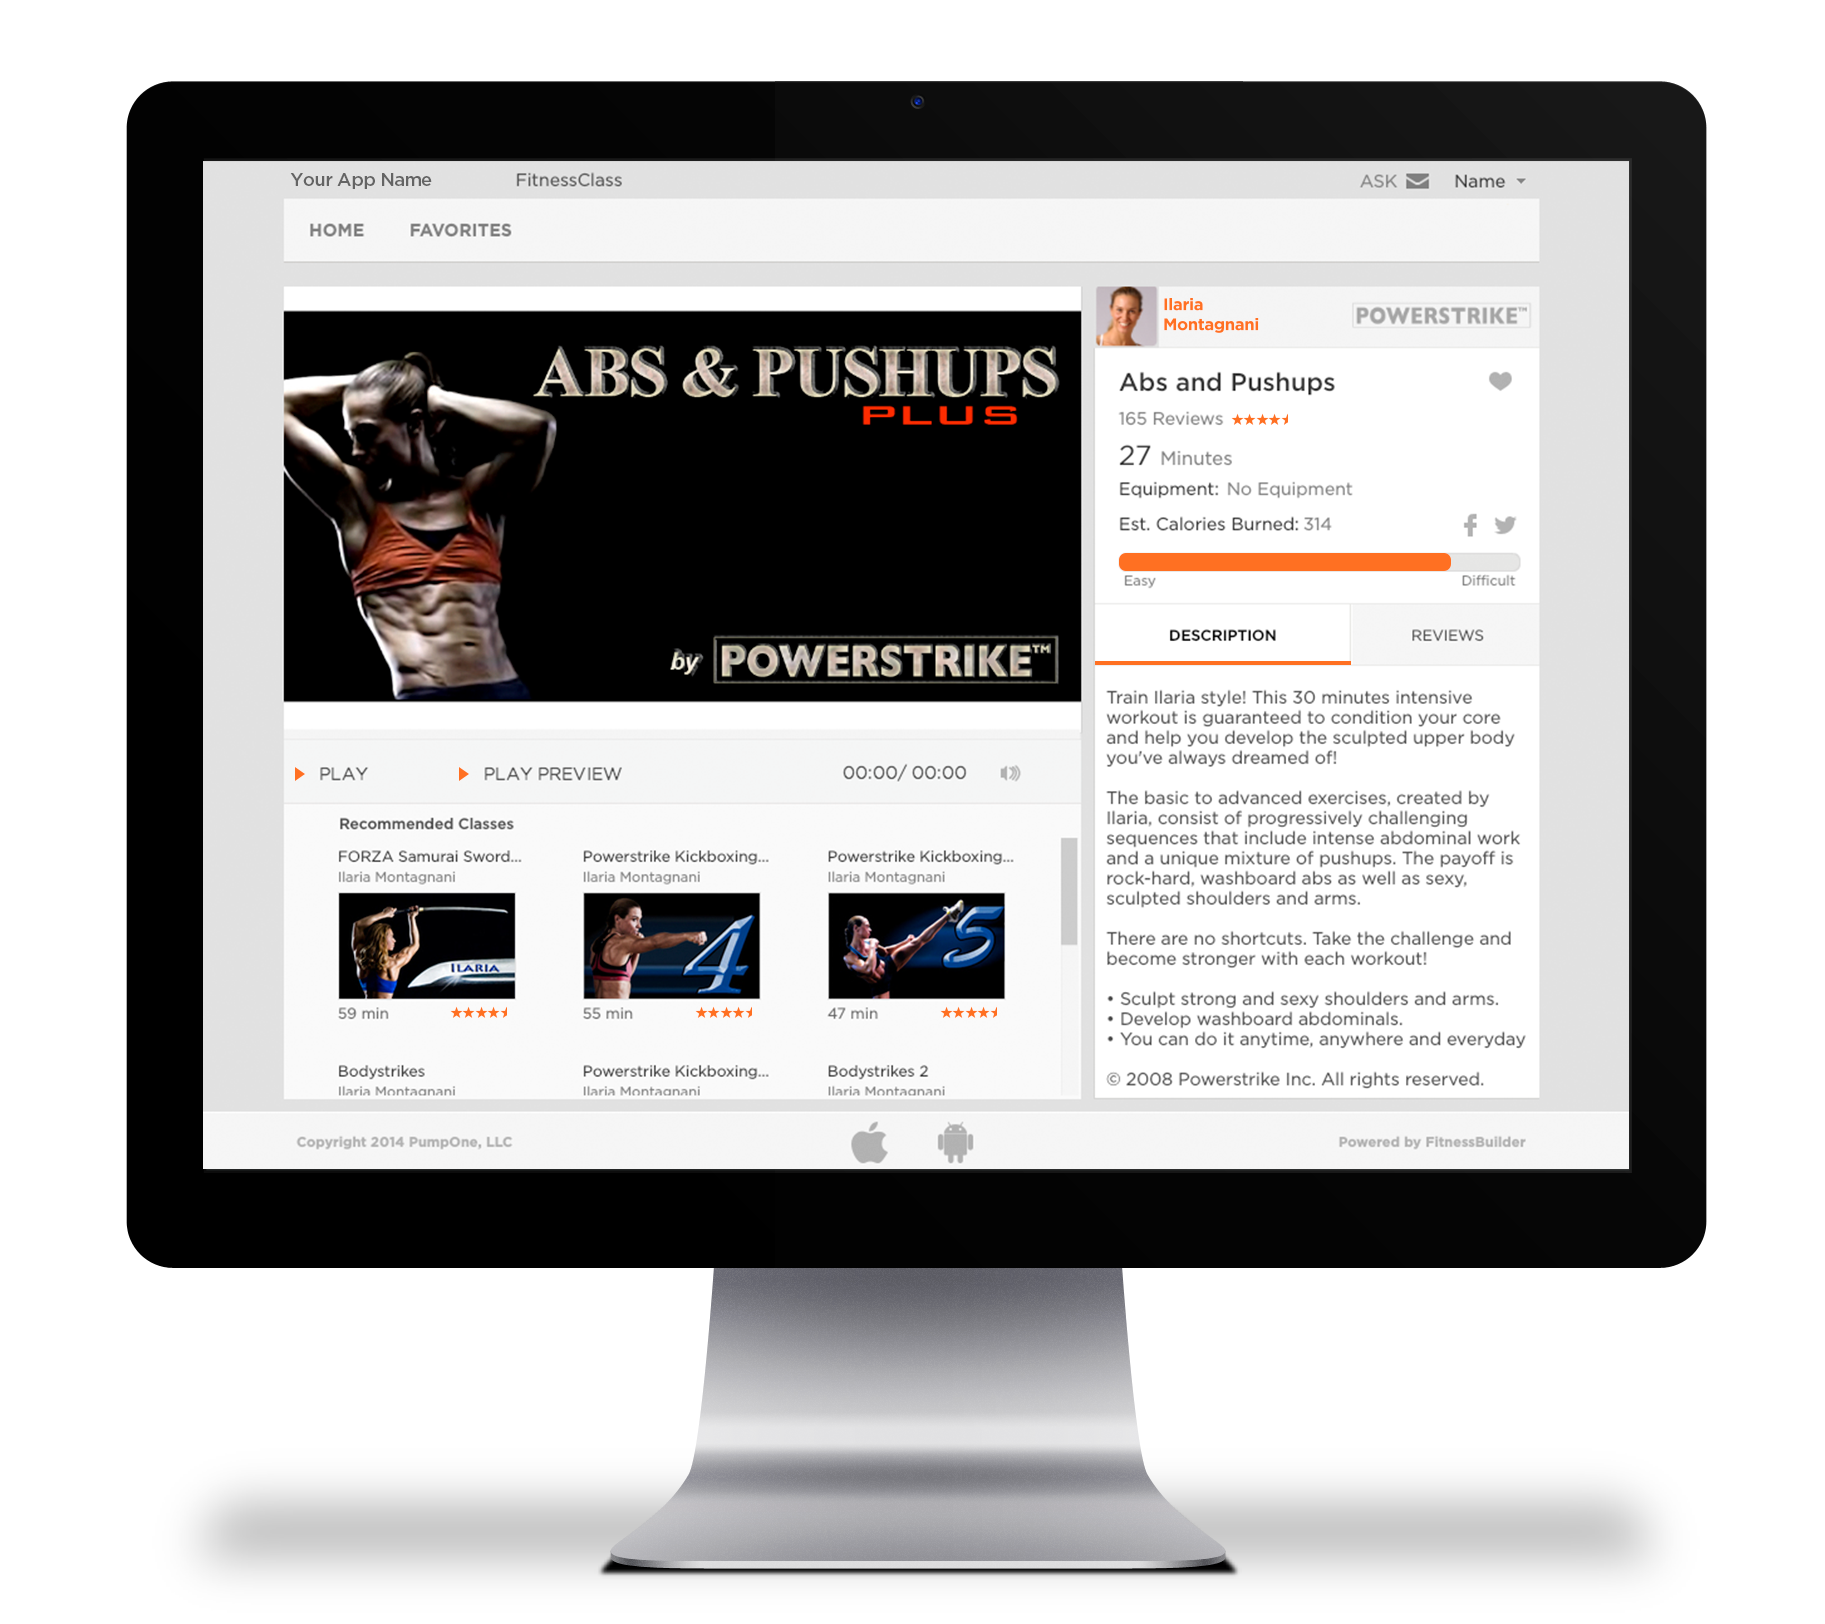 Your App Name
FitnessClass
ASK
Name
HOME
FAVORITES
ABS & PUSHUPS
PLUS
by POWERSTRIKE™
PLAY
PLAY PREVIEW
00:00/ 00:00
Recommended Classes
FORZA Samurai Sword...
Ilaria Montagnani
ILARIA
59 min
Powerstrike Kickboxing...
Ilaria Montagnani
4
55 min
Powerstrike Kickboxing...
Ilaria Montagnani
5
47 min
Bodystrikes
Ilaria Montagnani
Powerstrike Kickboxing...
Ilaria Montagnani
Bodystrikes 2
Ilaria Montagnani
Ilaria
Montagnani
POWERSTRIKE™
Abs and Pushups
165 Reviews
27 Minutes
Equipment: No Equipment
Est. Calories Burned: 314
Easy
Difficult
DESCRIPTION
REVIEWS
Train Ilaria style! This 30 minutes intensive
workout is guaranteed to condition your core
and help you develop the sculpted upper body
you've always dreamed of!
The basic to advanced exercises, created by
Ilaria, consist of progressively challenging
sequences that include intense abdominal work
and a unique mixture of pushups. The payoff is
rock-hard, washboard abs as well as sexy,
sculpted shoulders and arms.
There are no shortcuts. Take the challenge and
become stronger with each workout!
• Sculpt strong and sexy shoulders and arms.
• Develop washboard abdominals.
• You can do it anytime, anywhere and everyday
© 2008 Powerstrike Inc. All rights reserved.
Copyright 2014 PumpOne, LLC
Powered by FitnessBuilder